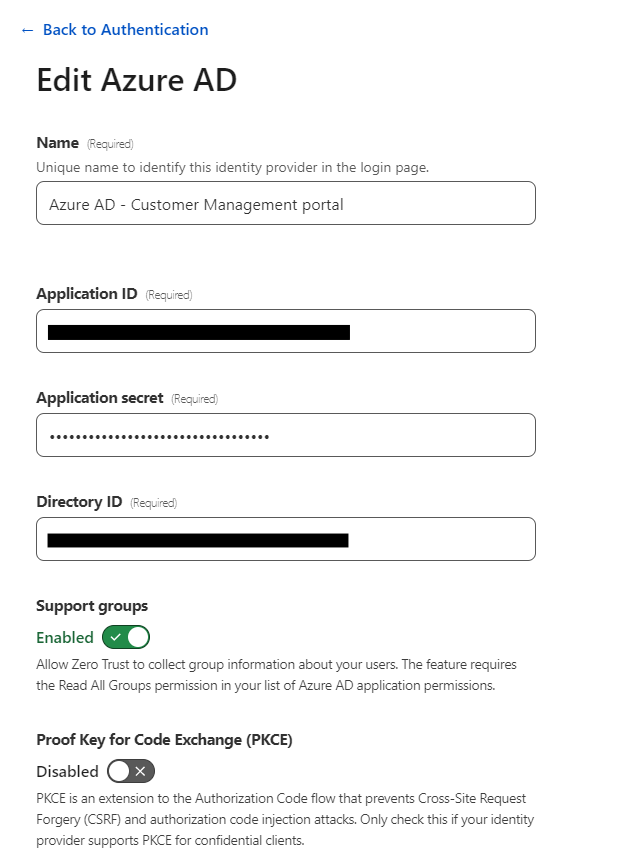 ← Back to Authentication
Edit Azure AD
Name (Required)
Unique name to identify this identity provider in the login page.
Azure AD - Customer Management portal
Application ID (Required)
Application secret (Required)
••••••••••••••••••••••••••••••••••
Directory ID (Required)
Support groups
Enabled
Allow Zero Trust to collect group information about your users. The feature requires
the Read All Groups permission in your list of Azure AD application permissions.
Proof Key for Code Exchange (PKCE)
Disabled
PKCE is an extension to the Authorization Code flow that prevents Cross-Site Request
Forgery (CSRF) and authorization code injection attacks. Only check this if your identity
provider supports PKCE for confidential clients.